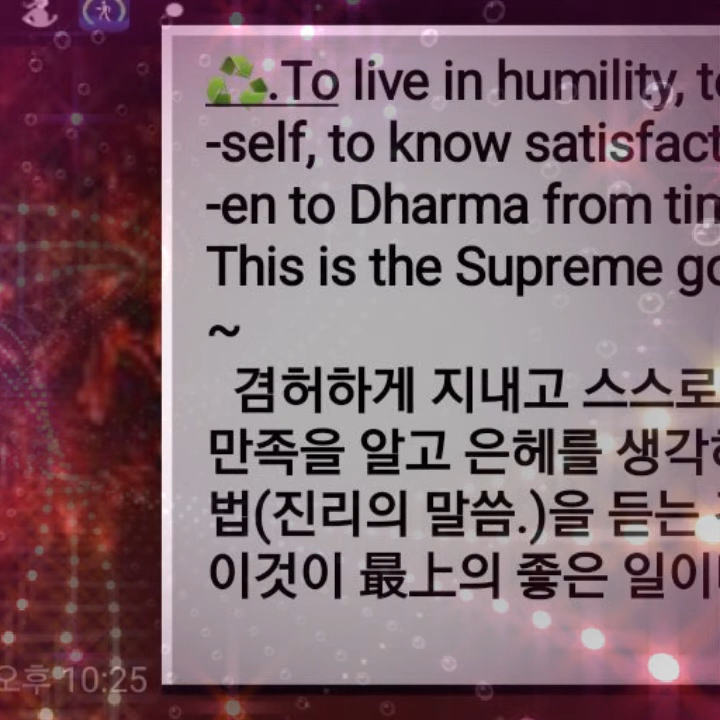 ♻️.To live in humility, t
-self, to know satisfact
-en to Dharma from tim
This is the Supreme go
~
겸허하게 지내고 스스로
만족을 알고 은혜를 생각
법(진리의 말씀.)을 듣는
이것이 最上의 좋은 일이
오후 10:25